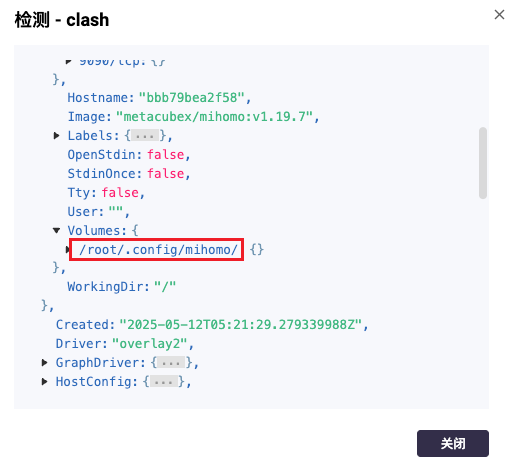 检测 - clash
9090/tcp: {}
},
Hostname: "bbb79bea2f58",
Image: "metacubex/mihomo:v1.19.7",
Labels: {...},
OpenStdin: false,
StdinOnce: false,
Tty: false,
User: "",
Volumes: {
/root/.config/mihomo/: {}
},
WorkingDir: "/"
},
Created: "2025-05-12T05:21:29.279339988Z",
Driver: "overlay2",
GraphDriver: {...},
HostConfig: {...},
关闭